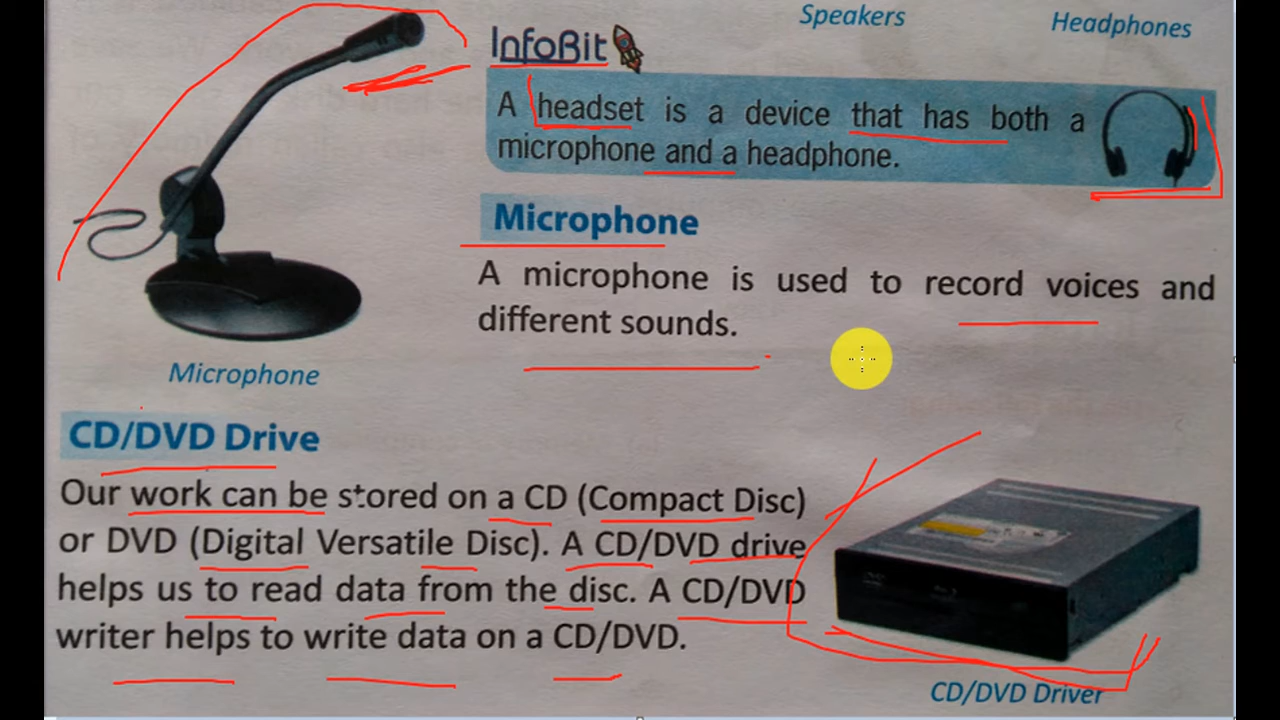 Speakers
Headphones
InfoBit
A headset is a device that has both a
microphone and a headphone.
Microphone
A microphone is used to record voices and
different sounds.
Microphone
CD/DVD Drive
Our work can be stored on a CD (Compact Disc)
or DVD (Digital Versatile Disc). A CD/DVD drive
helps us to read data from the disc. A CD/DVD
writer helps to write data on a CD/DVD.
CD/DVD Driver